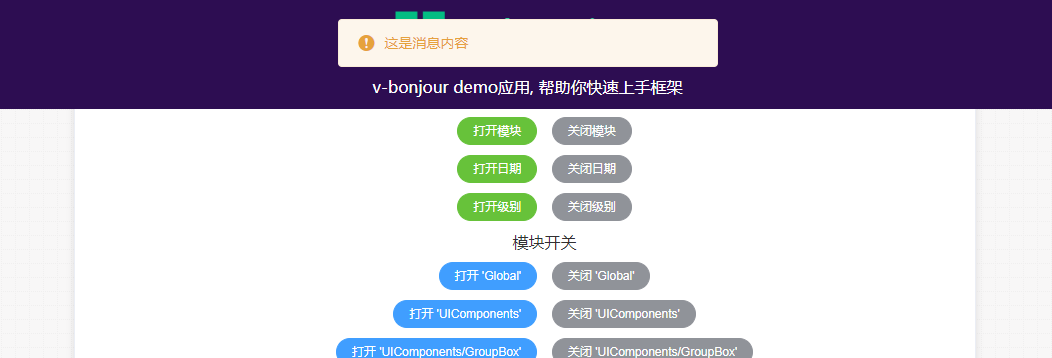 这是消息内容
v-bonjour demo应用, 帮助你快速上手框架
打开模块 关闭模块
打开日期 关闭日期
打开级别 关闭级别
模块开关
打开 'Global' 关闭 'Global'
打开 'UIComponents' 关闭 'UIComponents'
打开 'UIComponents/GroupBox' 关闭 'UIComponents/GroupBox'